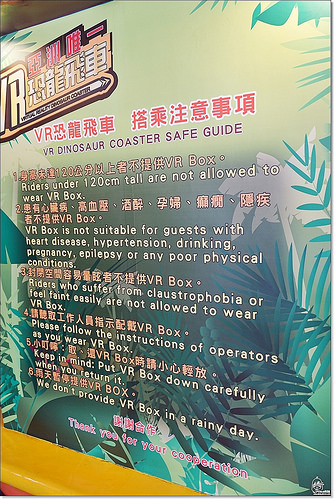 亞洲唯一
VR恐龍飛車
VIRTUAL REALITY DINOSAUR COASTER
VR恐龍飛車 搭乘注意事項
VR DINOSAUR COASTER SAFE GUIDE
1.身高未達120公分以上者不提供VR Box。
Riders under 120cm tall are not allowed to
wear VR Box.
2.患有心臟病、高血壓、酒醉、孕婦、癲癇、隱疾
者不提供VR Box。
VR Box is not suitable for guests with
heart disease, hypertension, drinking,
pregnancy, epilepsy or any poor physical
conditions.
3.封閉空間容易暈眩者不提供VR Box。
Riders who suffer from claustrophobia or
feel faint easily are not allowed to wear
VR Box.
4.請聽取工作人員指示配戴VR Box。
Please follow the instructions of operators
as you wear VR Box.
5.小叮嚀：取、還VR Box時請小心輕放。
Keep in mind: Put VR Box down carefully
when you return it.
6.雨天暫停提供VR Box。
We don't provide VR Box in a rainy day.
謝謝合作
Thank you for your cooperation